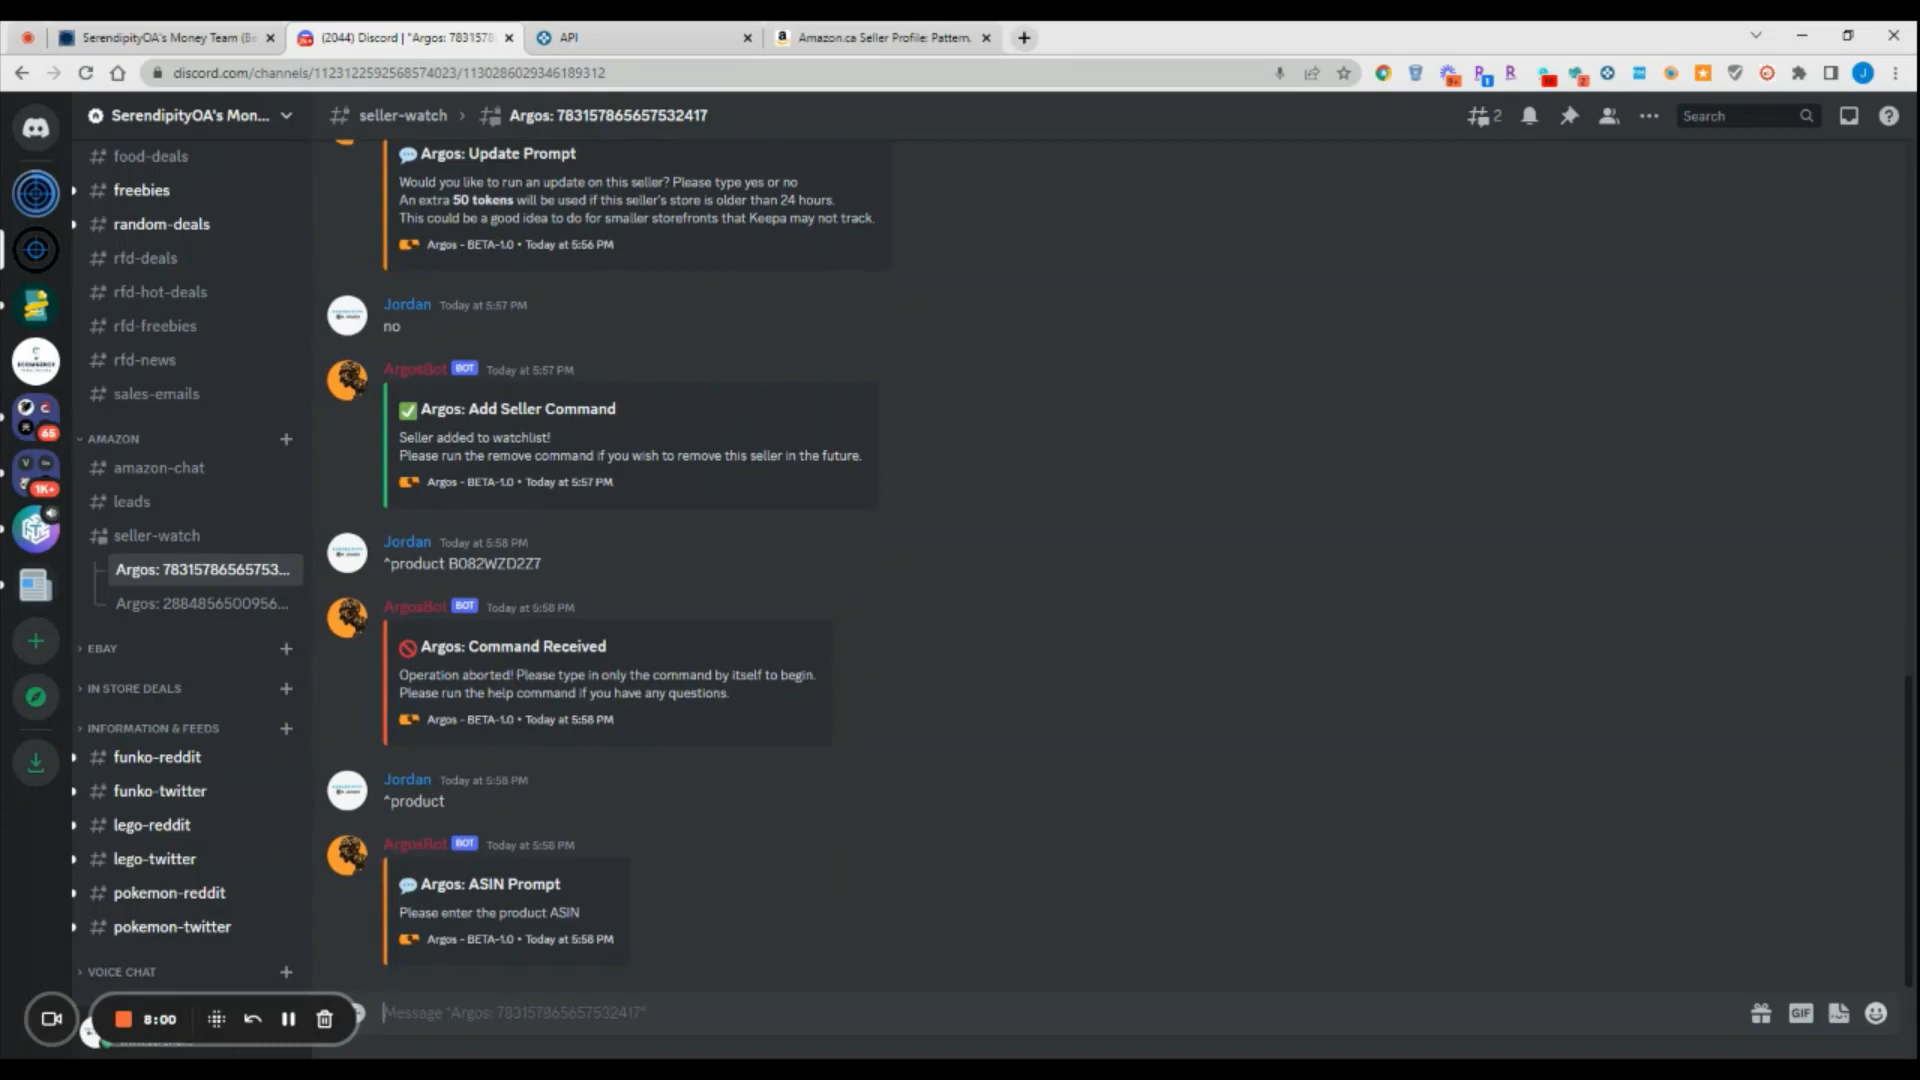 SerendipityOA's Money Team (Be
(2044) Discord | "Argos: 783157
API
Amazon.ca Seller Profile: Pattern.
discord.com/channels/1123122592568574023/1130286029346189312
SerendipityOA's Mon...
seller-watch
Argos: 783157865657532417
2
Search
food-deals
freebies
random-deals
rfd-deals
rfd-hot-deals
rfd-freebies
rfd-news
sales-emails
AMAZON
amazon-chat
leads
seller-watch
Argos: 78315786565753...
Argos: 2884856500956...
EBAY
IN STORE DEALS
INFORMATION & FEEDS
funko-reddit
funko-twitter
lego-reddit
lego-twitter
pokemon-reddit
pokemon-twitter
VOICE CHAT
65
1K+
8:00
Argos: Update Prompt
Would you like to run an update on this seller? Please type yes or no
An extra 50 tokens will be used if this seller's store is older than 24 hours.
This could be a good idea to do for smaller storefronts that Keepa may not track.
Argos - BETA-1.0 • Today at 5:56 PM
Jordan Today at 5:57 PM
no
ArgosBot BOT Today at 5:57 PM
Argos: Add Seller Command
Seller added to watchlist!
Please run the remove command if you wish to remove this seller in the future.
Argos - BETA-1.0 • Today at 5:57 PM
Jordan Today at 5:58 PM
^product B082WZD2Z7
ArgosBot BOT Today at 5:58 PM
Argos: Command Received
Operation aborted! Please type in only the command by itself to begin.
Please run the help command if you have any questions.
Argos - BETA-1.0 • Today at 5:58 PM
Jordan Today at 5:58 PM
^product
ArgosBot BOT Today at 5:58 PM
Argos: ASIN Prompt
Please enter the product ASIN
Argos - BETA-1.0 • Today at 5:58 PM
Message "Argos: 783157865657532417"
GIF